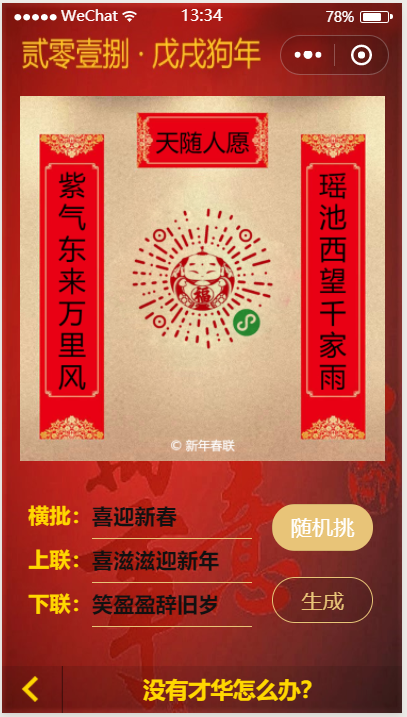 WeChat 13:34 78%
贰零壹捌 · 戊戌狗年
天随人愿
瑶池西望千家雨
紫气东来万里风
福
© 新年春联
横批：喜迎新春
上联：喜滋滋迎新年
下联：笑盈盈辞旧岁
随机挑
生成
没有才华怎么办?